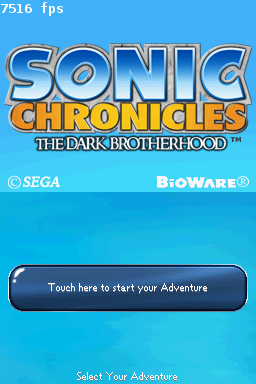 7516 fps
SONIC
CHRONICLES
THE DARK BROTHERHOOD™
©SEGA BIOWARE®
Touch here to start your Adventure
Select Your Adventure